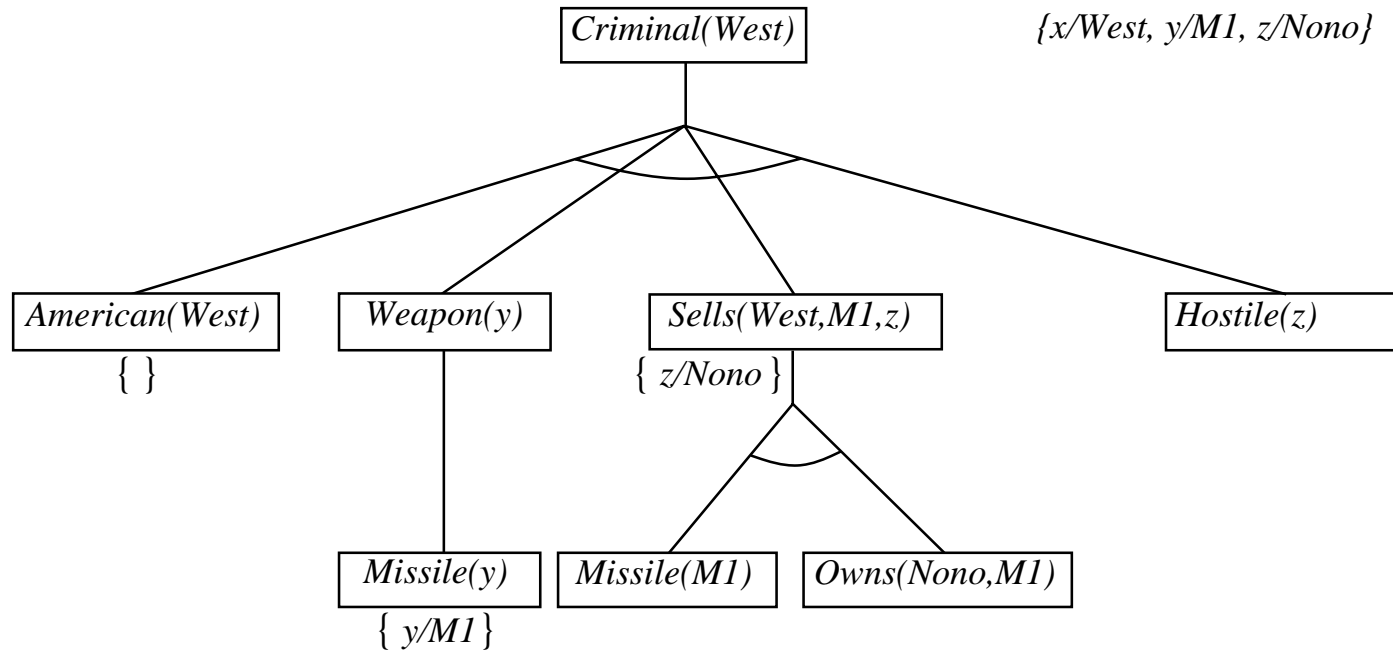 Criminal(West)
{x/West, y/M1, z/Nono}
American(West)
Weapon(y)
Sells(West,M1,z)
Hostile(z)
{ }
{ z/Nono }
Missile(y)
Missile(M1)
Owns(Nono,M1)
{ y/M1 }